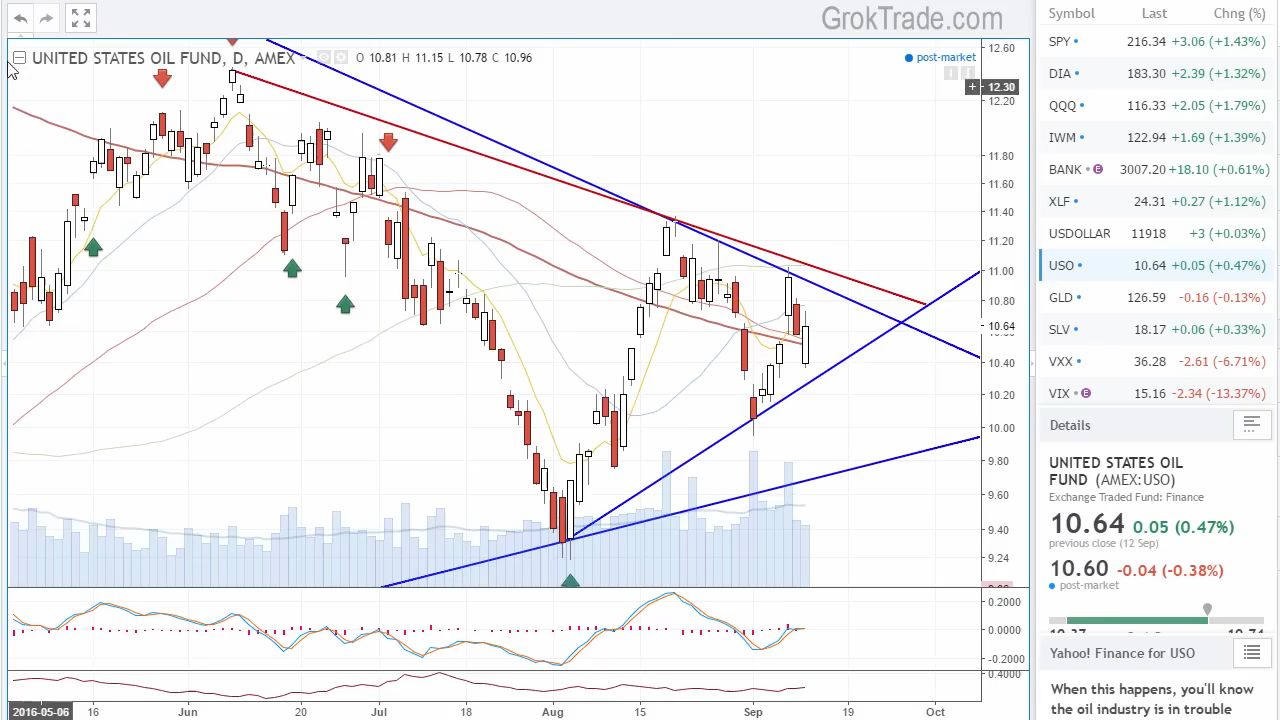 GrokTrade.com
UNITED STATES OIL FUND, D, AMEX O 10.81 H 11.15 L 10.78 C 10.96
post-market
12.60
+ 12.30
12.20
11.80
11.60
11.40
11.20
11.00
10.80
10.64
10.40
10.20
10.00
9.80
9.60
9.40
9.24
0.2000
0.0000
-0.2000
0.4000
2016-05-06 16 Jun 20 Jul 18 Aug 15 Sep 19 Oct
Symbol Last Chng (%)
SPY 216.34 +3.06 (+1.43%)
DIA 183.30 +2.39 (+1.32%)
QQQ 116.33 +2.05 (+1.79%)
IWM 122.94 +1.69 (+1.39%)
BANK E 3007.20 +18.10 (+0.61%)
XLF 24.31 +0.27 (+1.12%)
USDOLLAR 11918 +3 (+0.03%)
USO 10.64 +0.05 (+0.47%)
GLD 126.59 -0.16 (-0.13%)
SLV 18.17 +0.06 (+0.33%)
VXX 36.28 -2.61 (-6.71%)
VIX E 15.16 -2.34 (-13.37%)
Details
UNITED STATES OIL
FUND (AMEX:USO)
Exchange Traded Fund: Finance
10.64 0.05 (0.47%)
previous close (12 Sep)
10.60 -0.04 (-0.38%)
post-market
Yahoo! Finance for USO
When this happens, you'll know
the oil industry is in trouble